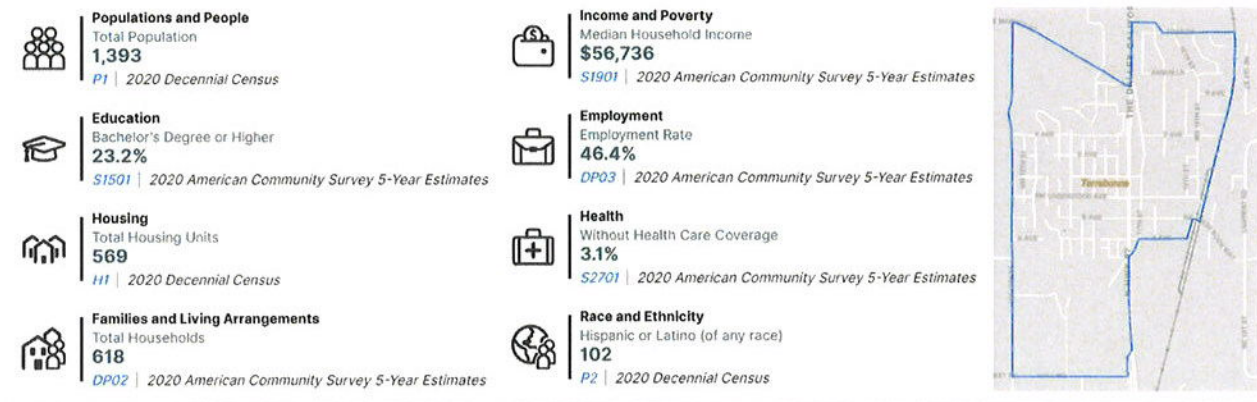 Populations and People
Total Population
1,393
P1 | 2020 Decennial Census
Education
Bachelor's Degree or Higher
23.2%
S1501 | 2020 American Community Survey 5-Year Estimates
Housing
Total Housing Units
569
H1 | 2020 Decennial Census
Families and Living Arrangements
Total Households
618
DP02 | 2020 American Community Survey 5-Year Estimates
Income and Poverty
Median Household Income
$56,736
S1901 | 2020 American Community Survey 5-Year Estimates
Employment
Employment Rate
46.4%
DP03 | 2020 American Community Survey 5-Year Estimates
Health
Without Health Care Coverage
3.1%
S2701 | 2020 American Community Survey 5-Year Estimates
Race and Ethnicity
Hispanic or Latino (of any race)
102
P2 | 2020 Decennial Census
Terrebonne